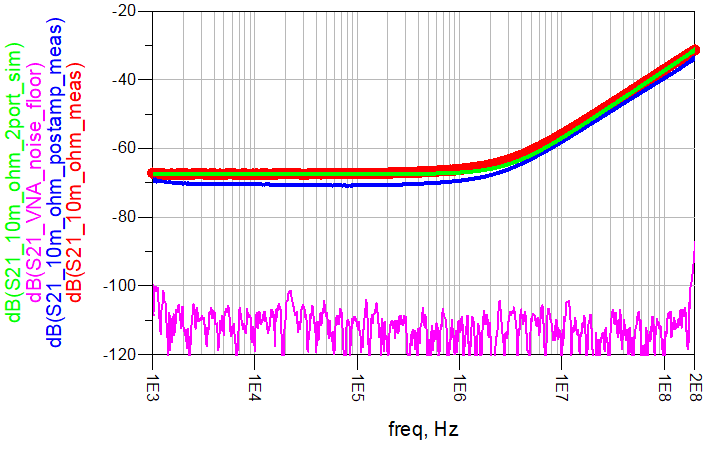 dB(S21_10m_ohm_2port_sim)
dB(S21_VNA_noise_floor)
dB(S21_10m_ohm_postamp_meas)
dB(S21_10m_ohm_meas)
-20
-40
-60
-80
-100
-120
1E3
1E4
1E5
1E6
1E7
1E8
2E8
freq, Hz